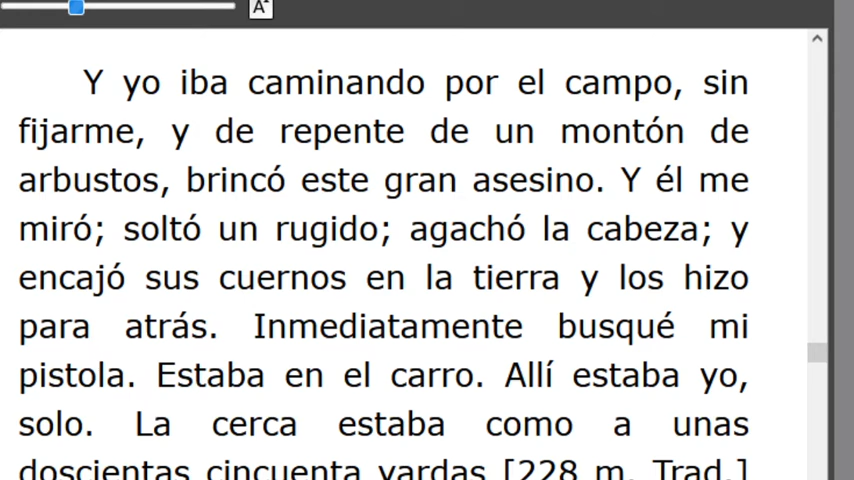 A
Y yo iba caminando por el campo, sin
fijarme, y de repente de un montón de
arbustos, brincó este gran asesino. Y él me
miró; soltó un rugido; agachó la cabeza; y
encajó sus cuernos en la tierra y los hizo
para atrás. Inmediatamente busqué mi
pistola. Estaba en el carro. Allí estaba yo,
solo. La cerca estaba como a unas
doscientas cincuenta yardas [228 m. Trad.]